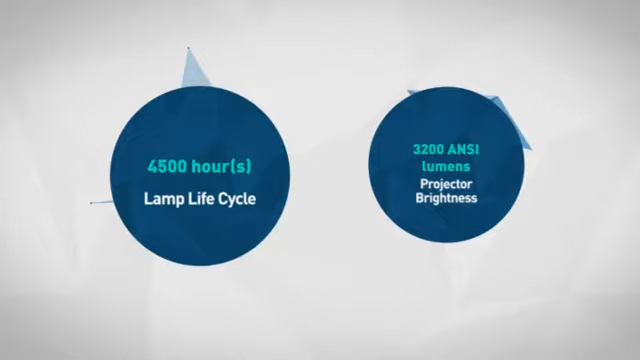 4500 hour(s)
Lamp Life Cycle
3200 ANSI
lumens
Projector
Brightness